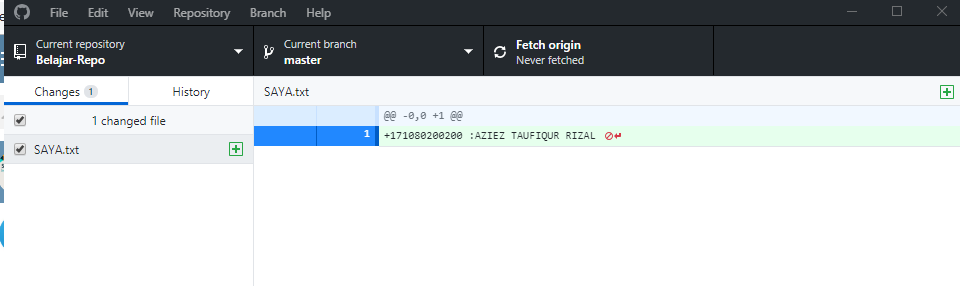 File Edit View Repository Branch Help
Current repository
Belajar-Repo
Current branch
master
Fetch origin
Never fetched
Changes 1
History
SAYA.txt
1 changed file
@@ -0,0 +1 @@
SAYA.txt
1 +171080200200 :AZIEZ TAUFIQUR RIZAL